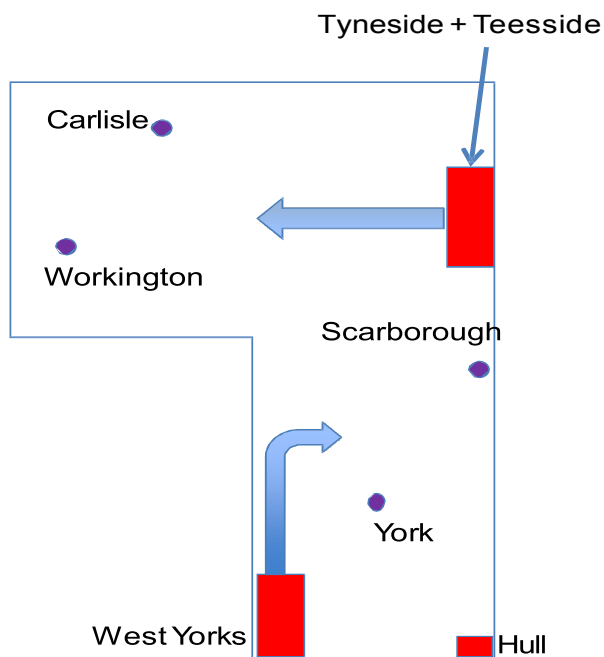 Tyneside + Teesside
Carlisle
Workington
Scarborough
York
West Yorks
Hull